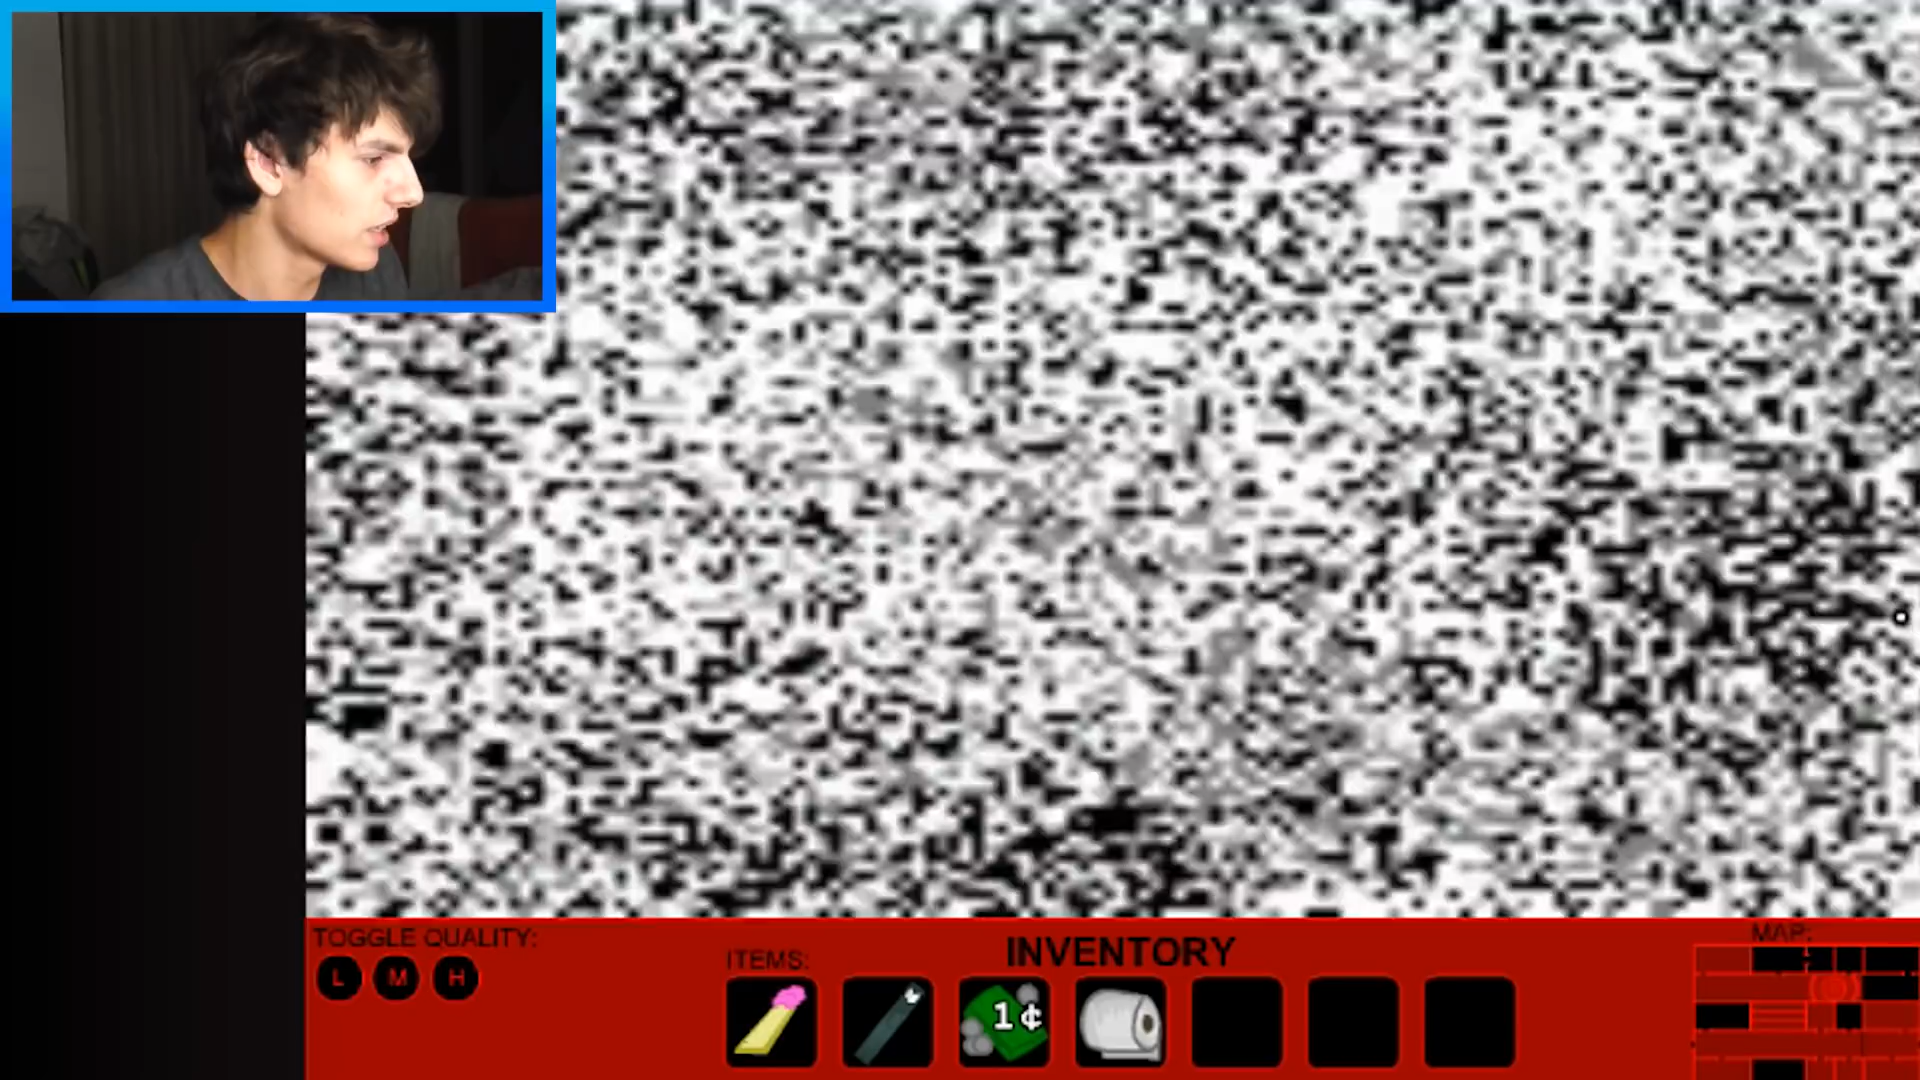 TOGGLE QUALITY:
L M H
ITEMS:
INVENTORY
1¢
MAP: